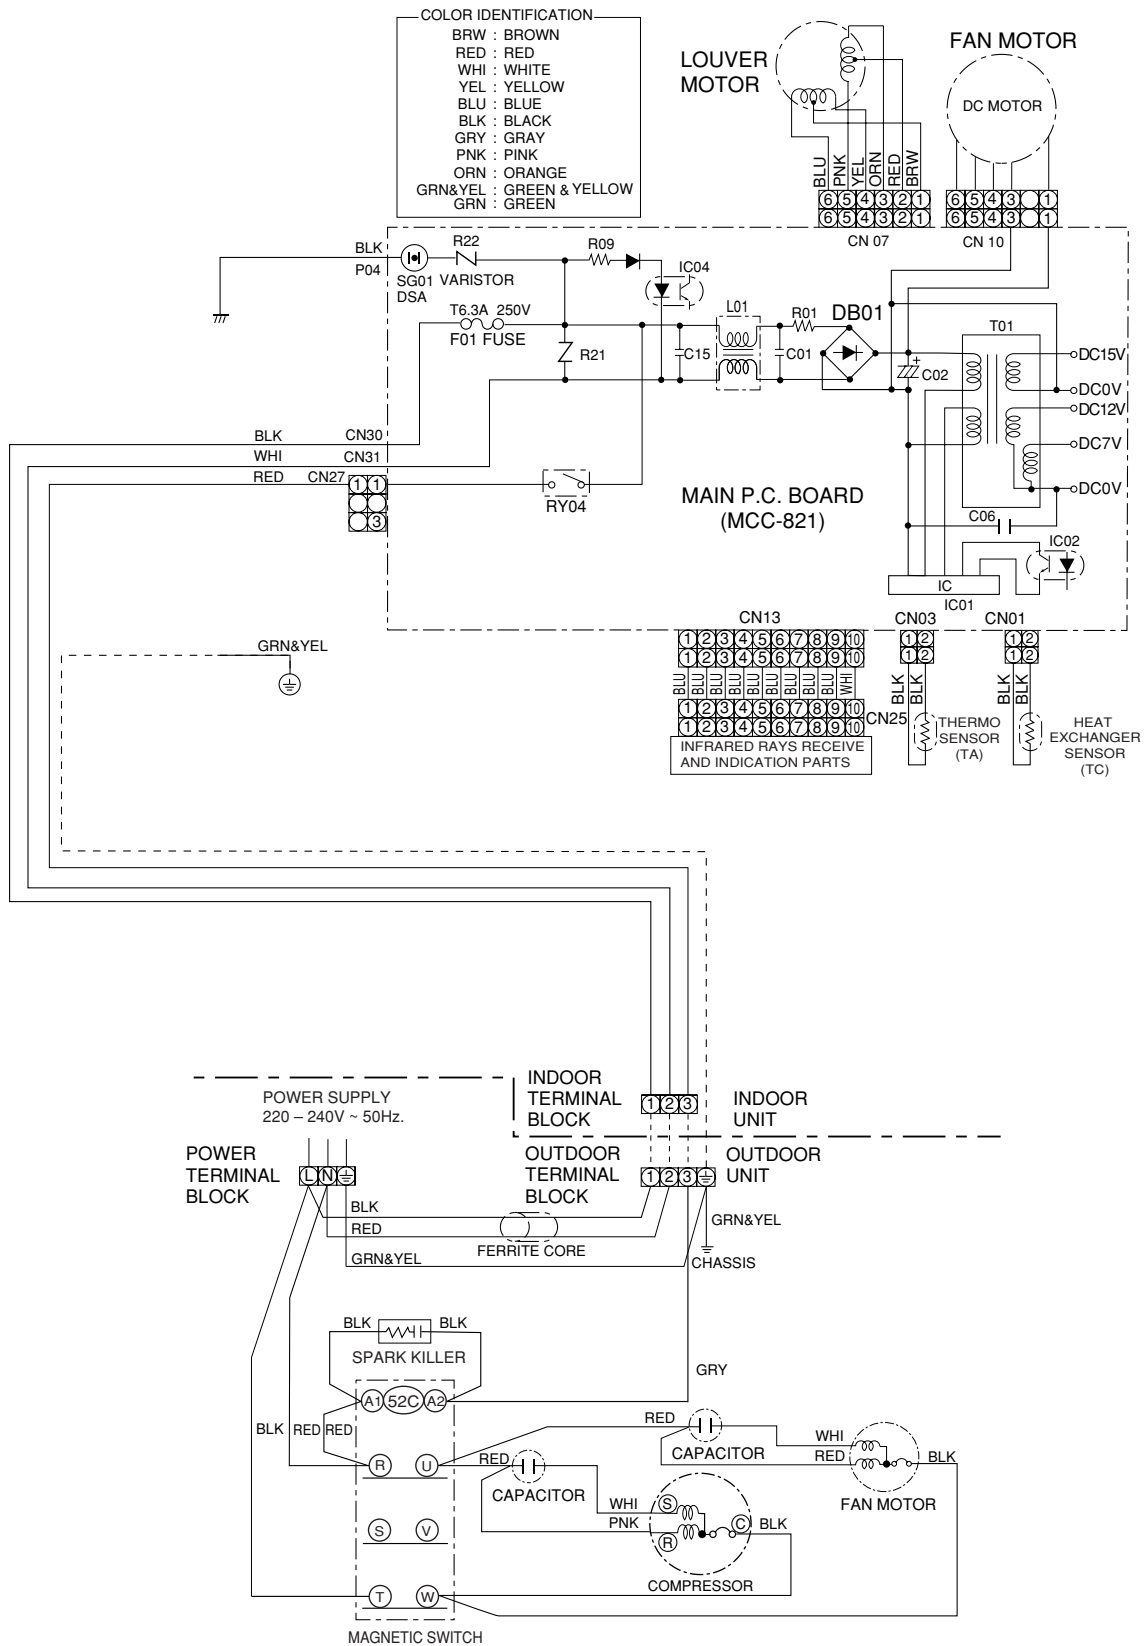 COLOR IDENTIFICATION
BRW : BROWN
RED : RED
WHI : WHITE
YEL : YELLOW
BLU : BLUE
BLK : BLACK
GRY : GRAY
PNK : PINK
ORN : ORANGE
GRN&YEL : GREEN & YELLOW
GRN : GREEN
LOUVER
MOTOR
FAN MOTOR
DC MOTOR
BLU
PNK
YEL
ORN
RED
BRW
6 5 4 3 2 1
6 5 4 3 2 1
CN 07
6 5 4 3 1
6 5 4 3 1
CN 10
BLK
P04
SG01
DSA
R22
VARISTOR
R09
IC04
T6.3A 250V
F01 FUSE
R21
C15
L01
C01
R01
DB01
C02
T01
DC15V
DC0V
DC12V
DC7V
DC0V
C06
IC02
IC
IC01
BLK CN30
WHI CN31
RED CN27
1 1
3
RY04
MAIN P.C. BOARD
(MCC-821)
CN13
1 2 3 4 5 6 7 8 9 10
1 2 3 4 5 6 7 8 9 10
BLU BLU BLU BLU BLU BLU BLU BLU BLU WHI
1 2 3 4 5 6 7 8 9 10
1 2 3 4 5 6 7 8 9 10
CN25
INFRARED RAYS RECEIVE
AND INDICATION PARTS
CN03
1 2
1 2
BLK
BLK
THERMO
SENSOR
(TA)
CN01
1 2
1 2
BLK
BLK
HEAT
EXCHANGER
SENSOR
(TC)
GRN&YEL
POWER SUPPLY
220 – 240V ~ 50Hz.
INDOOR
TERMINAL
BLOCK
1 2 3
INDOOR
UNIT
POWER
TERMINAL
BLOCK
L N
OUTDOOR
TERMINAL
BLOCK
1 2 3
OUTDOOR
UNIT
BLK
RED
GRN&YEL
FERRITE CORE
GRN&YEL
CHASSIS
BLK
BLK
SPARK KILLER
A1 52C A2
GRY
BLK
RED
RED
R U
S V
T W
MAGNETIC SWITCH
RED
CAPACITOR
WHI
PNK
S
R
C
BLK
COMPRESSOR
RED
CAPACITOR
WHI
RED
BLK
FAN MOTOR